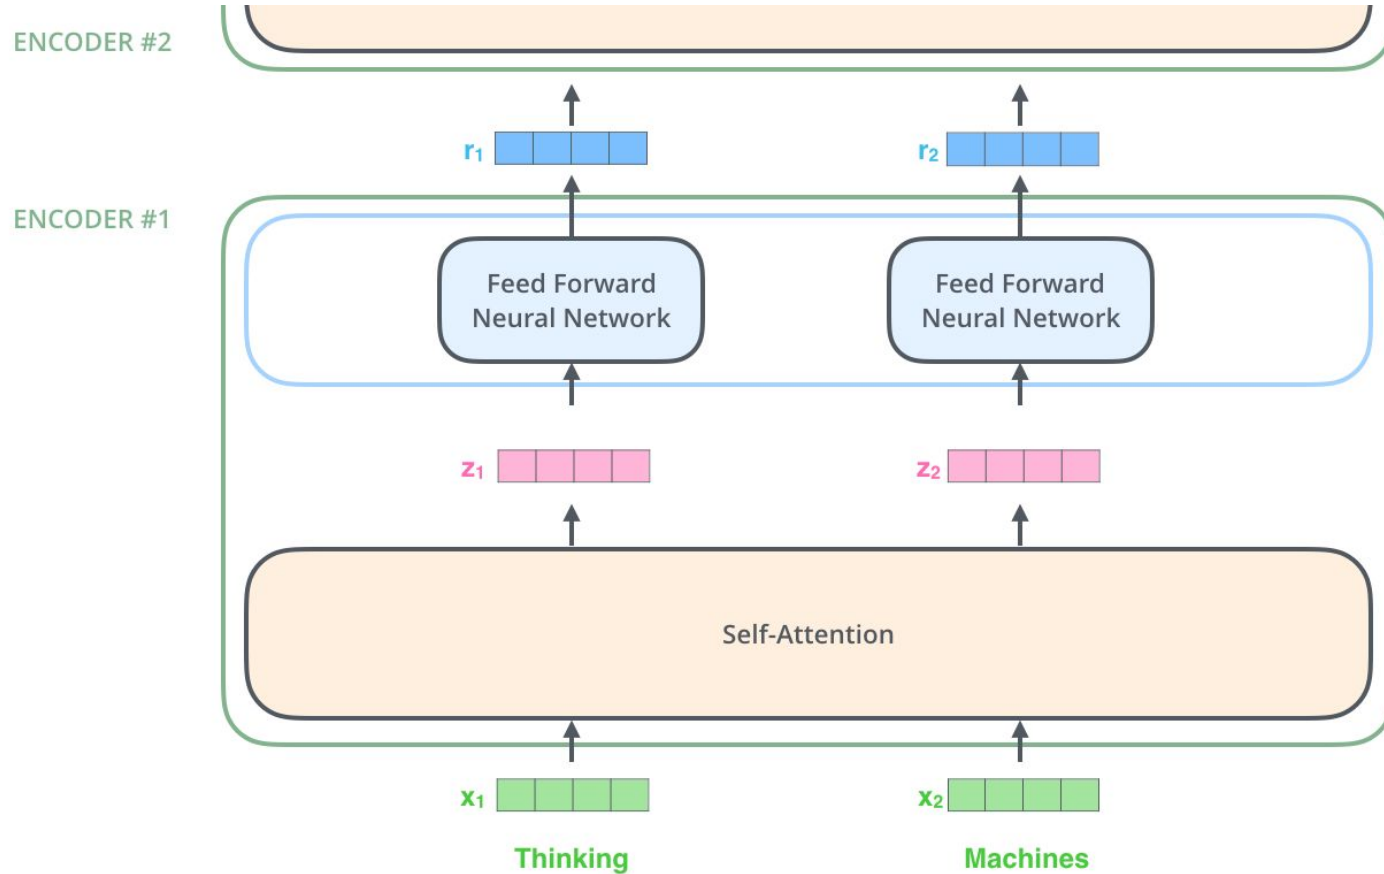 ENCODER #2
r₁
r₂
ENCODER #1
Feed Forward
Neural Network
Feed Forward
Neural Network
z₁
z₂
Self-Attention
x₁
x₂
Thinking
Machines